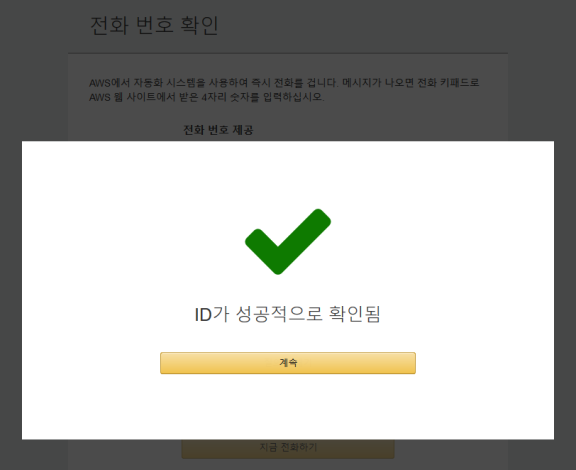 전화 번호 확인
AWS에서 자동화 시스템을 사용하여 즉시 전화를 겁니다. 메시지가 나오면 전화 키패드로
AWS 웹 사이트에서 받은 4자리 숫자를 입력하십시오.
전화 번호 제공
ID가 성공적으로 확인됨
계속
지금 전화하기